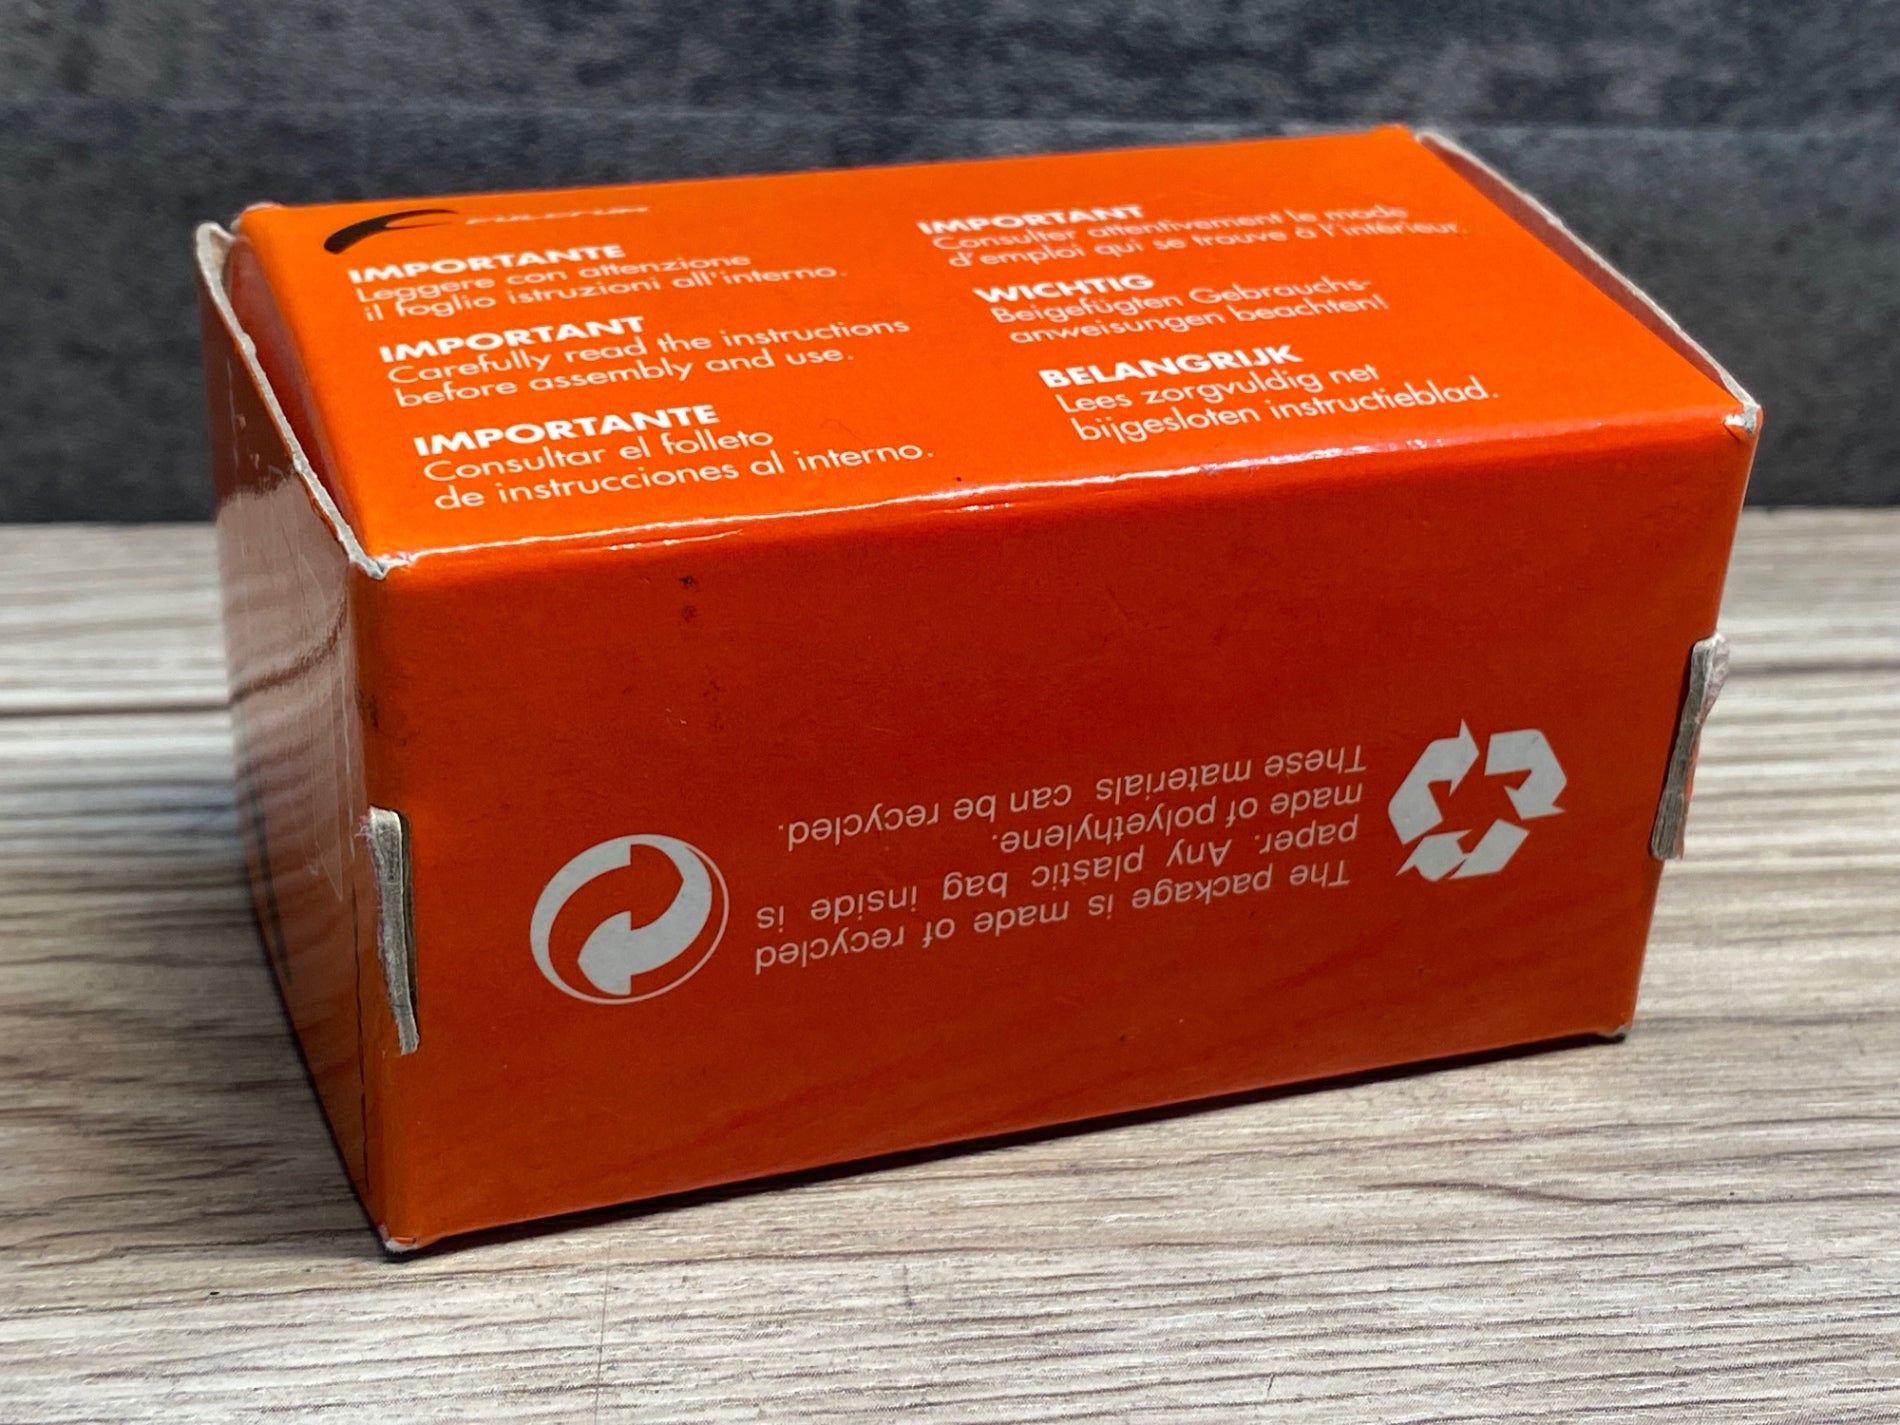 FULCRUM
IMPORTANTE
Leggere con attenzione
il foglio istruzioni all'interno.
IMPORTANT
Carefully read the instructions
before assembly and use.
IMPORTANTE
Consultar el folleto
de instrucciones al interno.
IMPORTANT
Consulter attentivement le mode
d'emploi qui se trouve à l'intérieur.
WICHTIG
Beigefügten Gebrauchs-
anweisungen beachten!
BELANGRIJK
Lees zorgvuldig net
bijgesloten instructieblad.
The package is made of recycled
paper. Any plastic bag inside is
made of polyethylene.
These materials can be recycled.